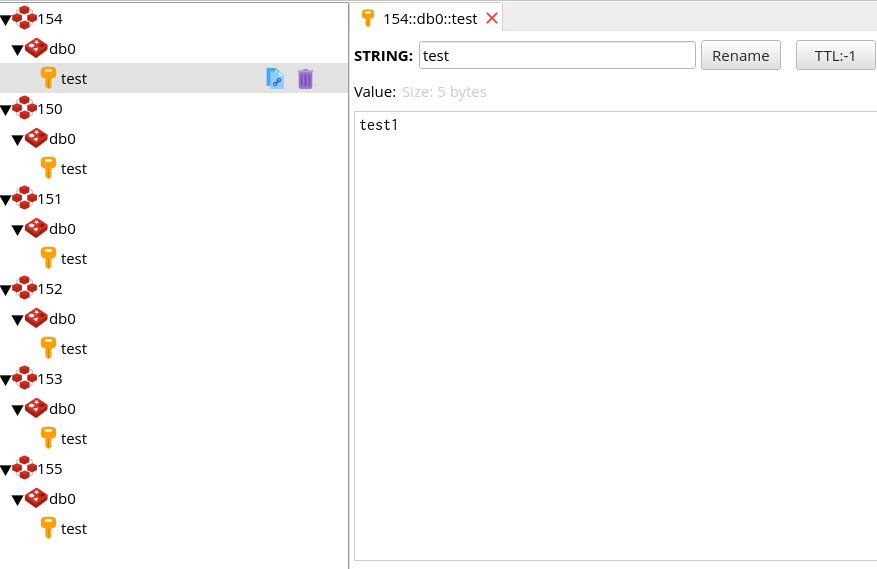 154
db0
test
150
db0
test
151
db0
test
152
db0
test
153
db0
test
155
db0
test
154::db0::test
STRING: test Rename TTL:-1
Value: Size: 5 bytes
test1